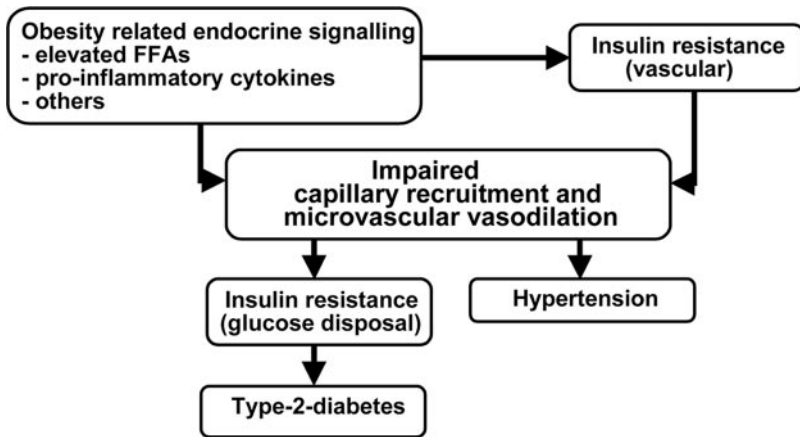 Obesity related endocrine signalling
- elevated FFAs
- pro-inflammatory cytokines
- others
Insulin resistance
(vascular)
Impaired
capillary recruitment and
microvascular vasodilation
Insulin resistance
(glucose disposal)
Hypertension
Type-2-diabetes